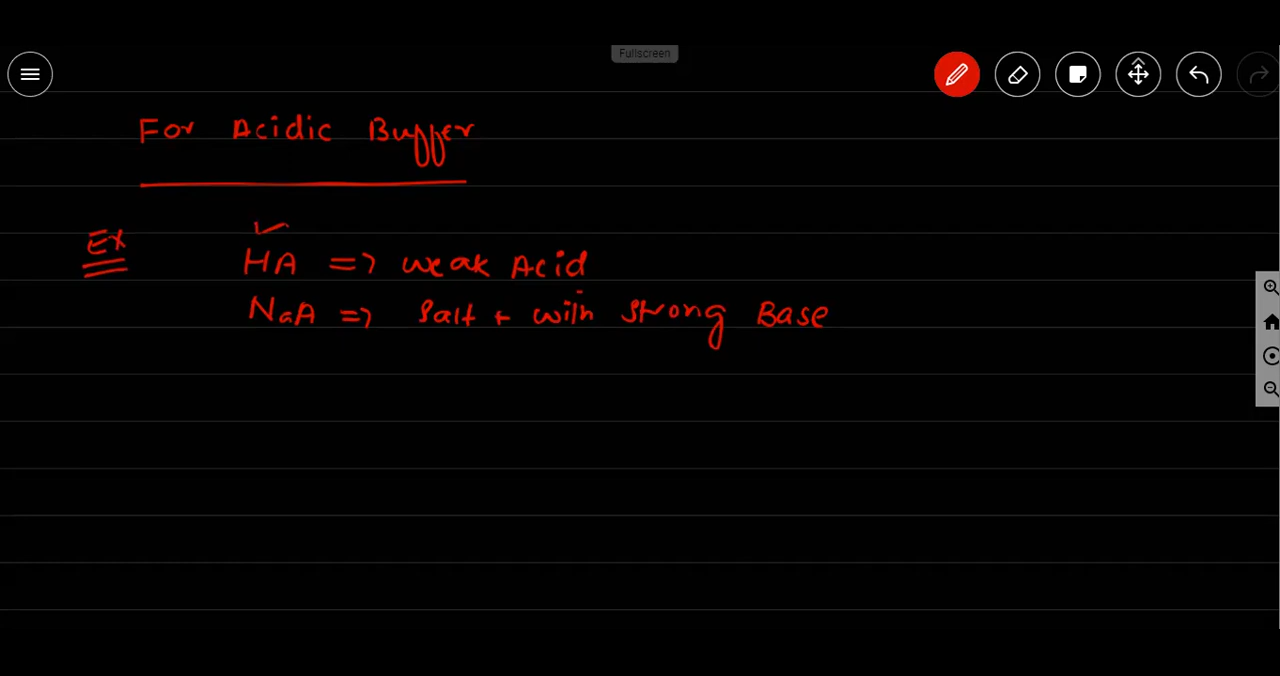 Fullscreen
For Acidic Buffer
Ex
HA => weak Acid
NaA => Salt + with strong Base